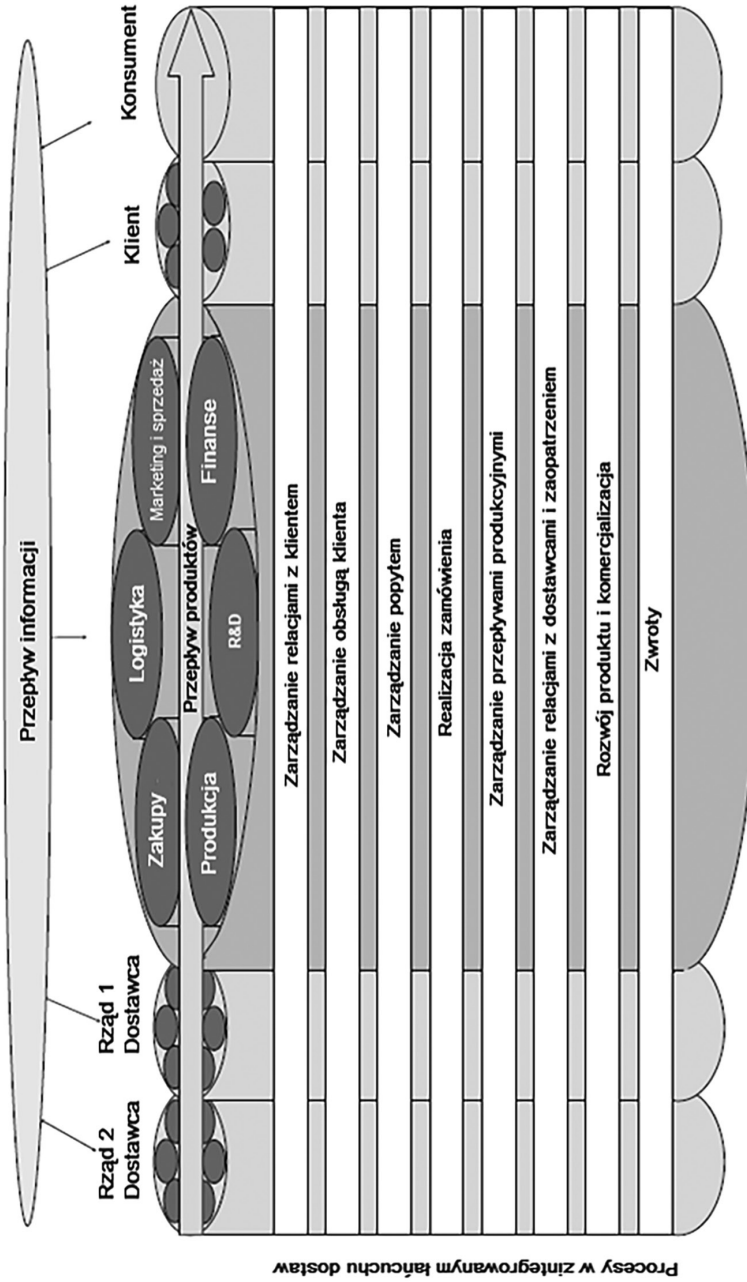 Przepływ informacji
Rząd 2
Dostawca
Rząd 1
Dostawca
Klient
Konsument
Zakupy
Logistyka
Marketing i sprzedaż
Przepływ produktów
Produkcja
R&D
Finanse
Procesy w zintegrowanym łańcuchu dostaw
Zarządzanie relacjami z klientem
Zarządzanie obsługą klienta
Zarządzanie popytem
Realizacja zamówienia
Zarządzanie przepływami produkcyjnymi
Zarządzanie relacjami z dostawcami i zaopatrzeniem
Rozwój produktu i komercjalizacja
Zwroty